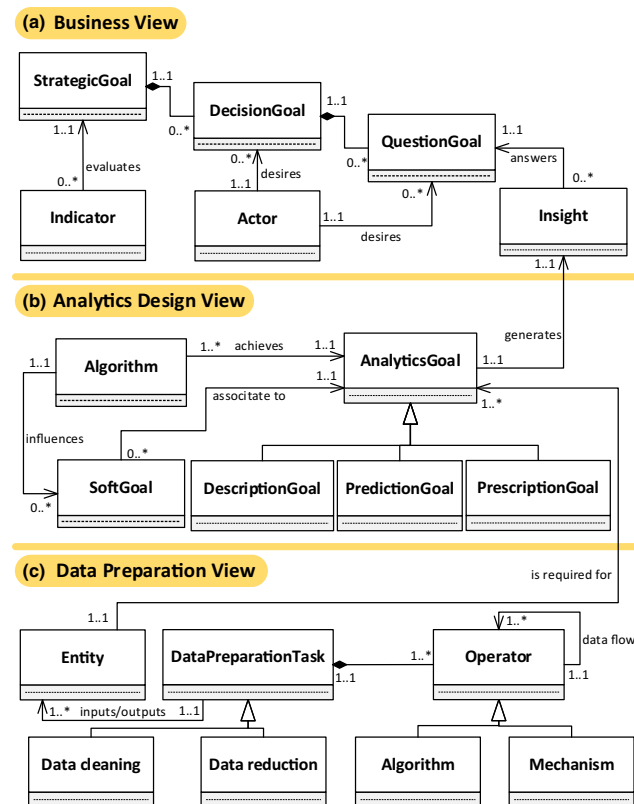 (a) Business View
StrategicGoal
1..1
DecisionGoal
1..1
QuestionGoal
1..1
1..1
0..*
0..*
0..*
answers
evaluates
desires
0..*
0..*
1..1
0..*
Indicator
Actor
1..1
desires
Insight
1..1
(b) Analytics Design View
generates
1..1
Algorithm
1..*
achieves
1..1
AnalyticsGoal
1..1
1..1
associtate to
1..*
influences
0..*
SoftGoal
0..*
DescriptionGoal
PredictionGoal
PrescriptionGoal
(c) Data Preparation View
is required for
1..1
1..*
data flow
Entity
DataPreparationTask
1..*
Operator
1..1
1..1
1..*
inputs/outputs
1..1
Data cleaning
Data reduction
Algorithm
Mechanism